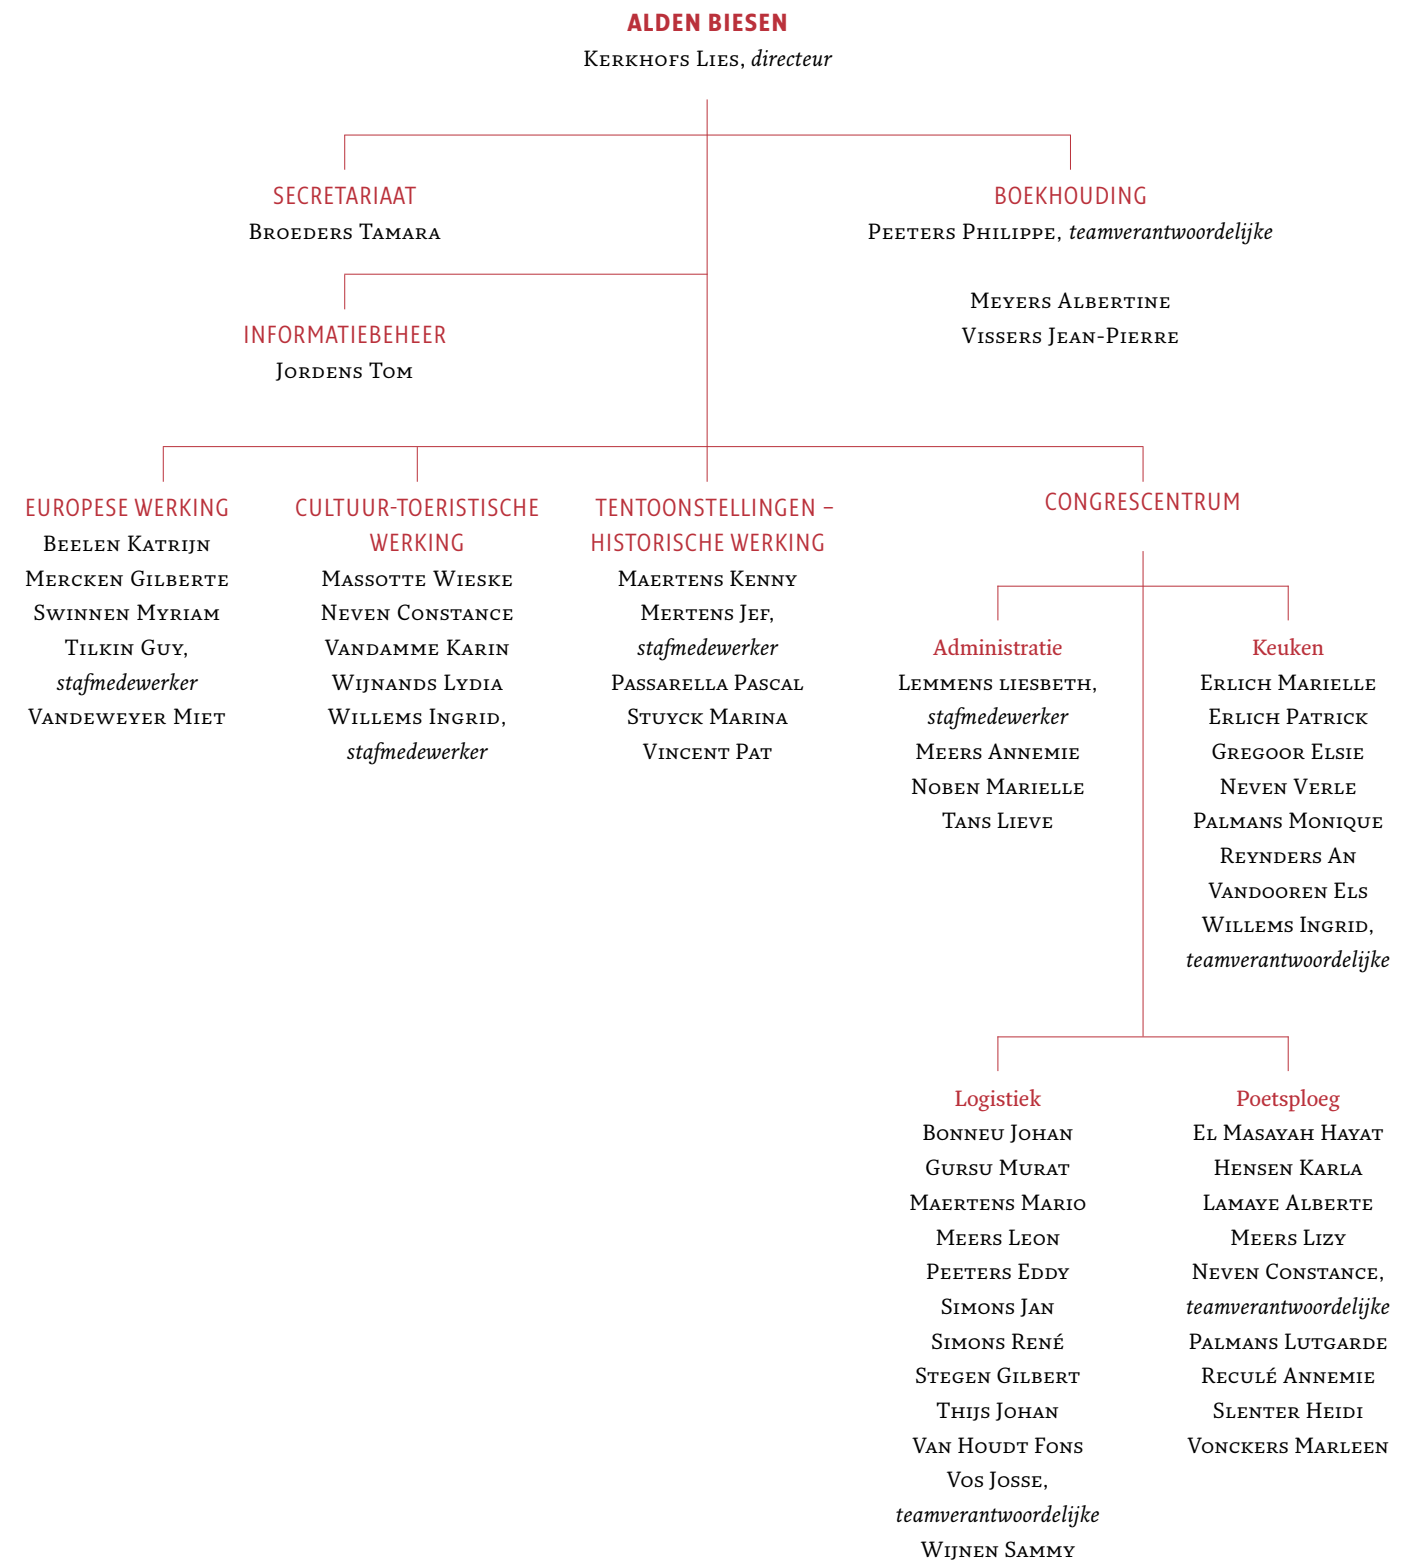 ALDEN BIESEN
Kerkhofs Lies, directeur
SECRETARIAAT
Broeders Tamara
BOEKHOUDING
Peeters Philippe, teamverantwoordelijke
Meyers Albertine
Vissers Jean-Pierre
INFORMATIEBEHEER
Jordens Tom
EUROPESE WERKING
Beelen Katrijn
Mercken Gilberte
Swinnen Myriam
Tilkin Guy,
stafmedewerker
Vandeweyer Miet
CULTUUR-TOERISTISCHE
WERKING
Massotte Wieske
Neven Constance
Vandamme Karin
Wijnands Lydia
Willems Ingrid,
stafmedewerker
TENTOONSTELLINGEN –
HISTORISCHE WERKING
Maertens Kenny
Mertens Jef,
stafmedewerker
Passarella Pascal
Stuyck Marina
Vincent Pat
CONGRESCENTRUM
Administratie
Lemmens liesbeth,
stafmedewerker
Meers Annemie
Noben Marielle
Tans Lieve
Keuken
Erlich Marielle
Erlich Patrick
Gregoor Elsie
Neven Verle
Palmans Monique
Reynders An
Vandooren Els
Willems Ingrid,
teamverantwoordelijke
Logistiek
Bonneu Johan
Gursu Murat
Maertens Mario
Meers Leon
Peeters Eddy
Simons Jan
Simons René
Stegen Gilbert
Thijs Johan
Van Houdt Fons
Vos Josse,
teamverantwoordelijke
Wijnen Sammy
Poetsploeg
El Masayah Hayat
Hensen Karla
Lamaye Alberte
Meers Lizy
Neven Constance,
teamverantwoordelijke
Palmans Lutgarde
Reculé Annemie
Slenter Heidi
Vonckers Marleen